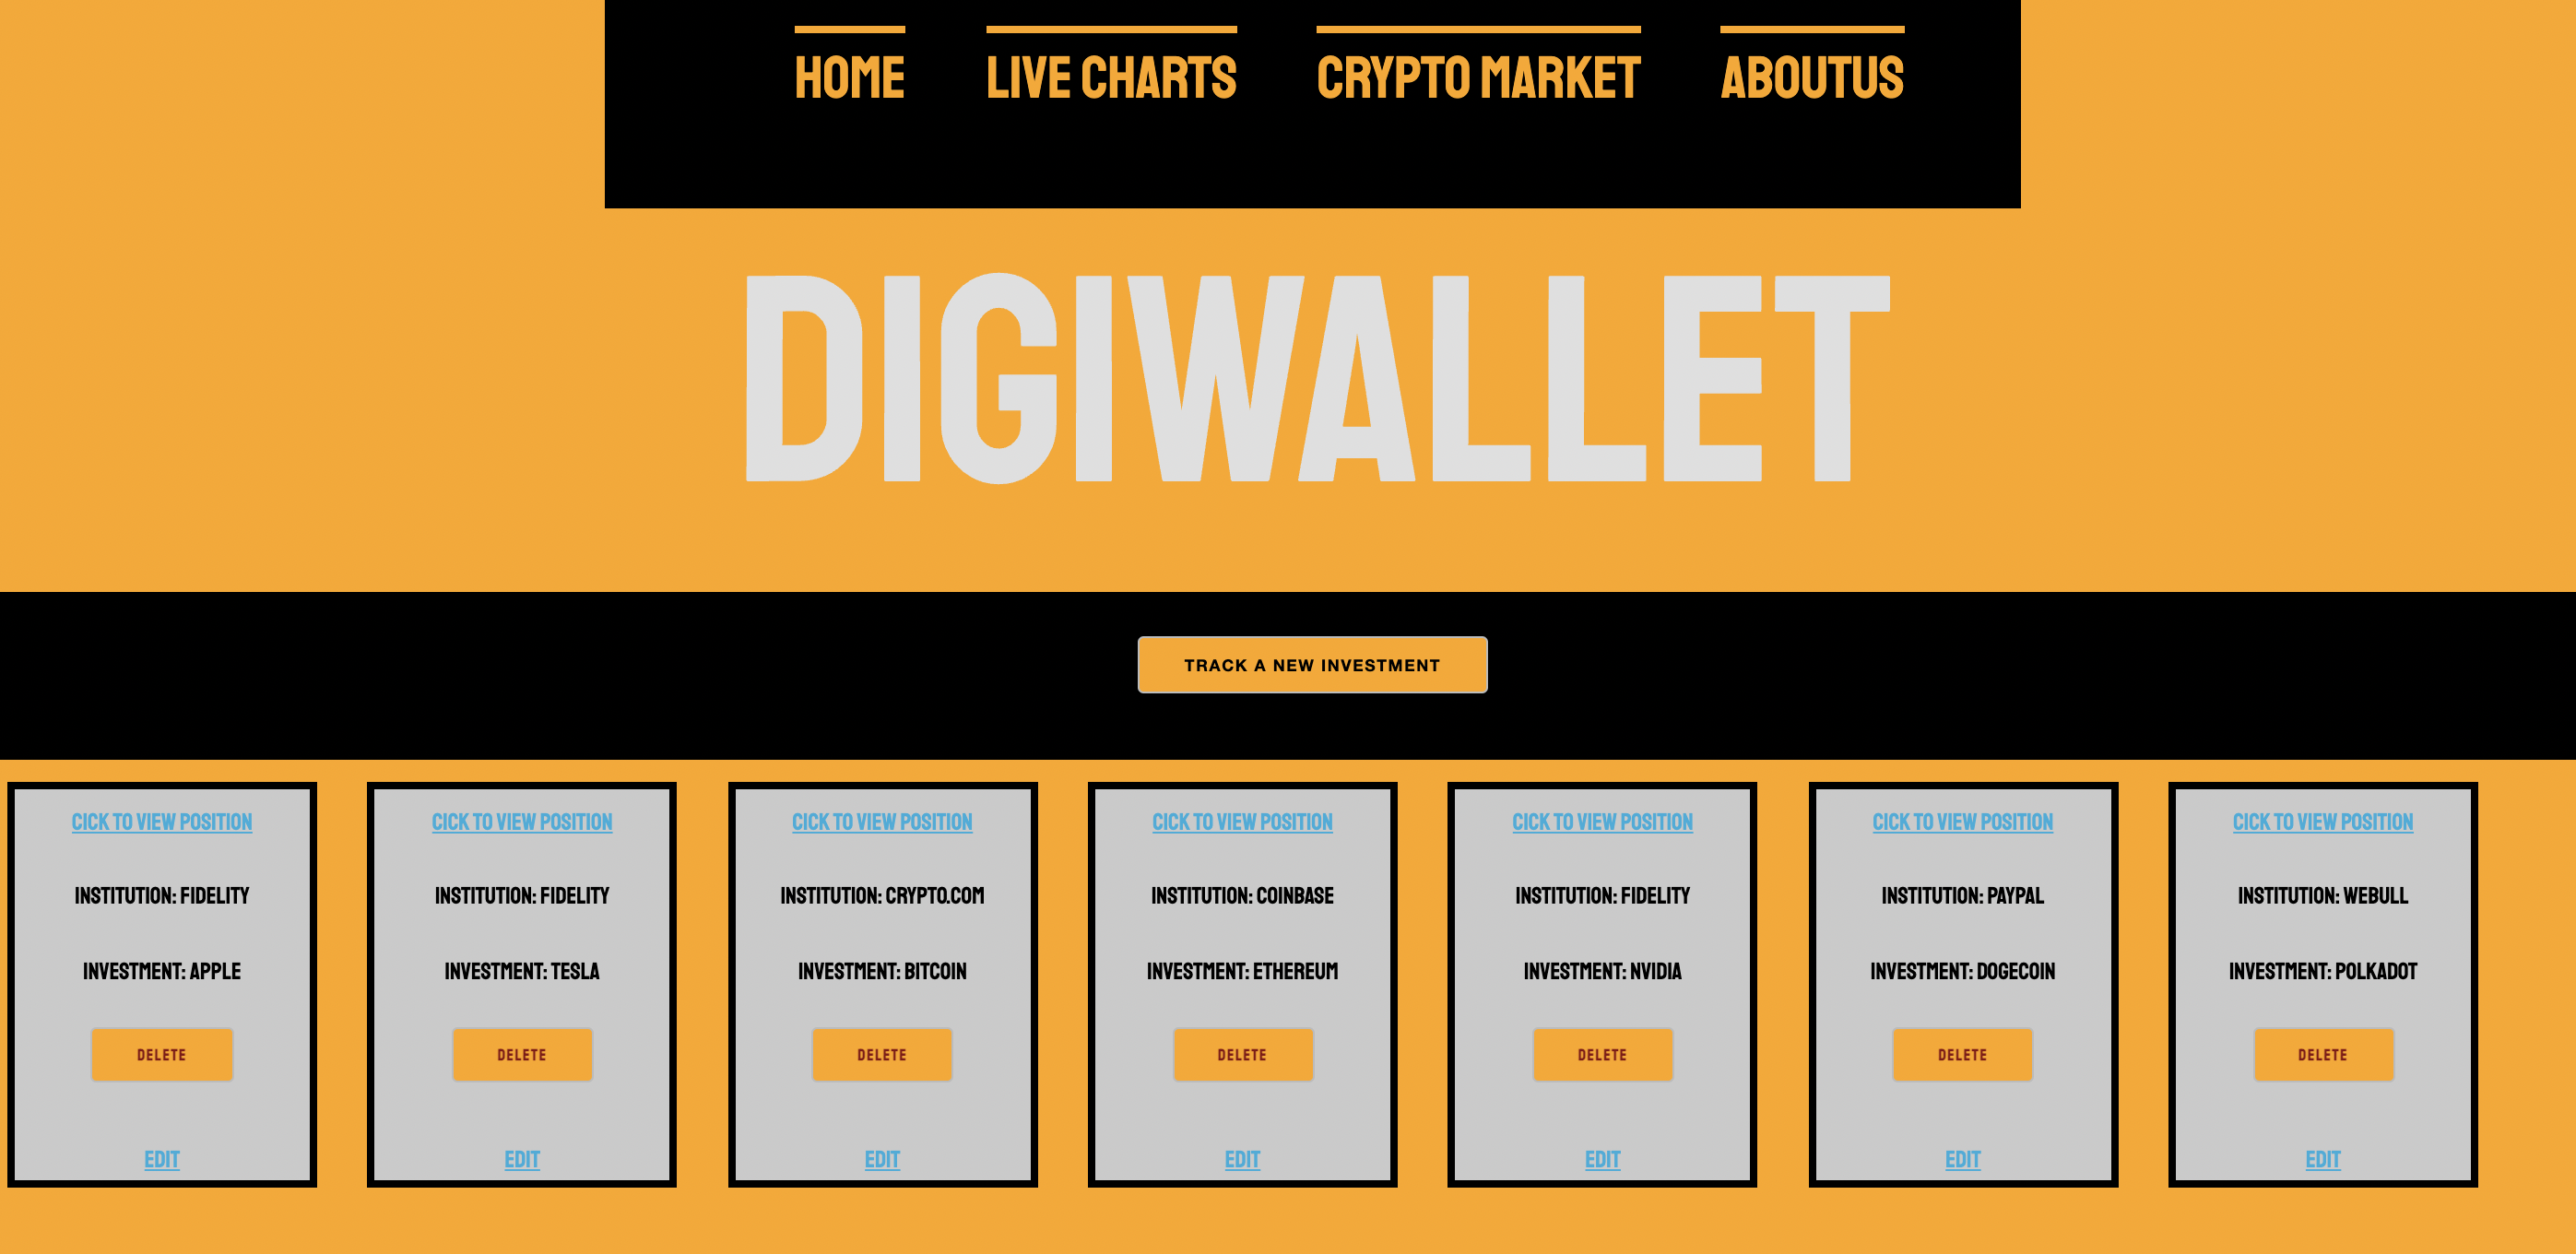 HOME
LIVE CHARTS
CRYPTO MARKET
ABOUTUS
DIGIWALLET
TRACK A NEW INVESTMENT
CICK TO VIEW POSITION
INSTITUTION: FIDELITY
INVESTMENT: APPLE
DELETE
EDIT
CICK TO VIEW POSITION
INSTITUTION: FIDELITY
INVESTMENT: TESLA
DELETE
EDIT
CICK TO VIEW POSITION
INSTITUTION: CRYPTO.COM
INVESTMENT: BITCOIN
DELETE
EDIT
CICK TO VIEW POSITION
INSTITUTION: COINBASE
INVESTMENT: ETHEREUM
DELETE
EDIT
CICK TO VIEW POSITION
INSTITUTION: FIDELITY
INVESTMENT: NVIDIA
DELETE
EDIT
CICK TO VIEW POSITION
INSTITUTION: PAYPAL
INVESTMENT: DOGECOIN
DELETE
EDIT
CICK TO VIEW POSITION
INSTITUTION: WEBULL
INVESTMENT: POLKADOT
DELETE
EDIT